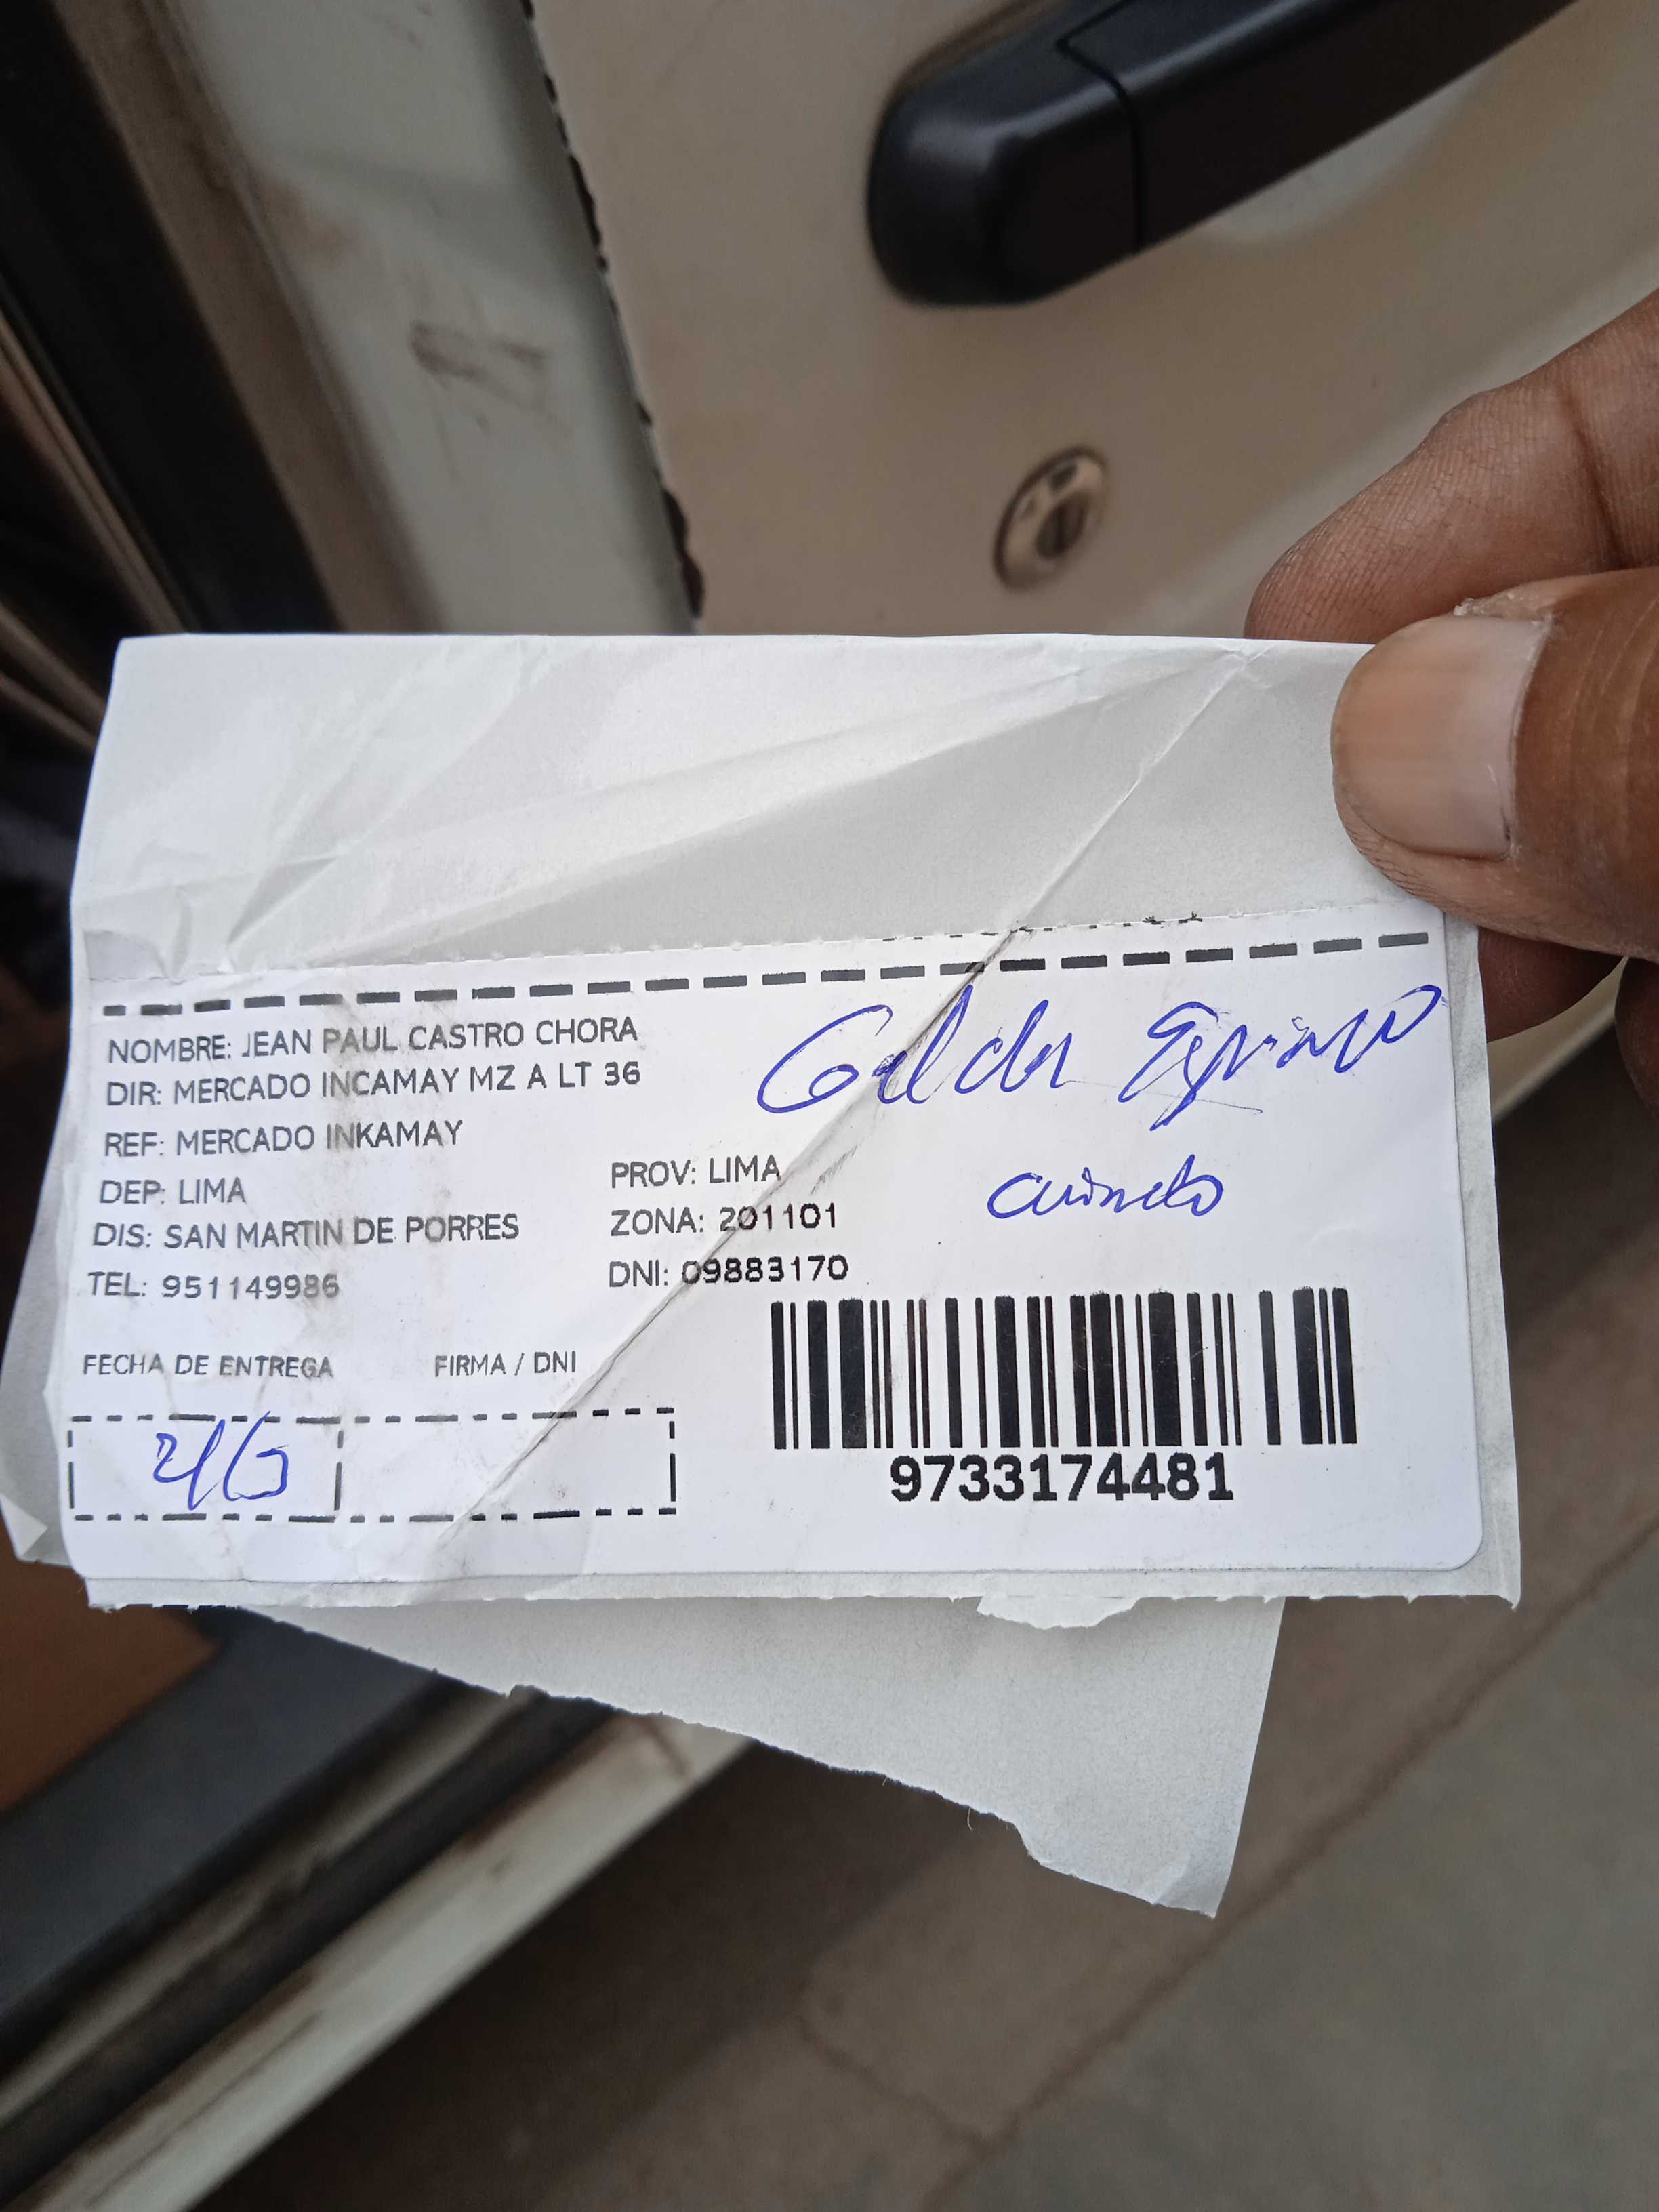 NOMBRE: JEAN PAUL CASTRO CHORA
DIR: MERCADO INCAMAY MZ A LT 36
REF: MERCADO INKAMAY
DEP: LIMA
PROV: LIMA
DIS: SAN MARTIN DE PORRES
ZONA: 201101
TEL: 951149986
DNI: 09883170
FECHA DE ENTREGA
FIRMA / DNI
9733174481